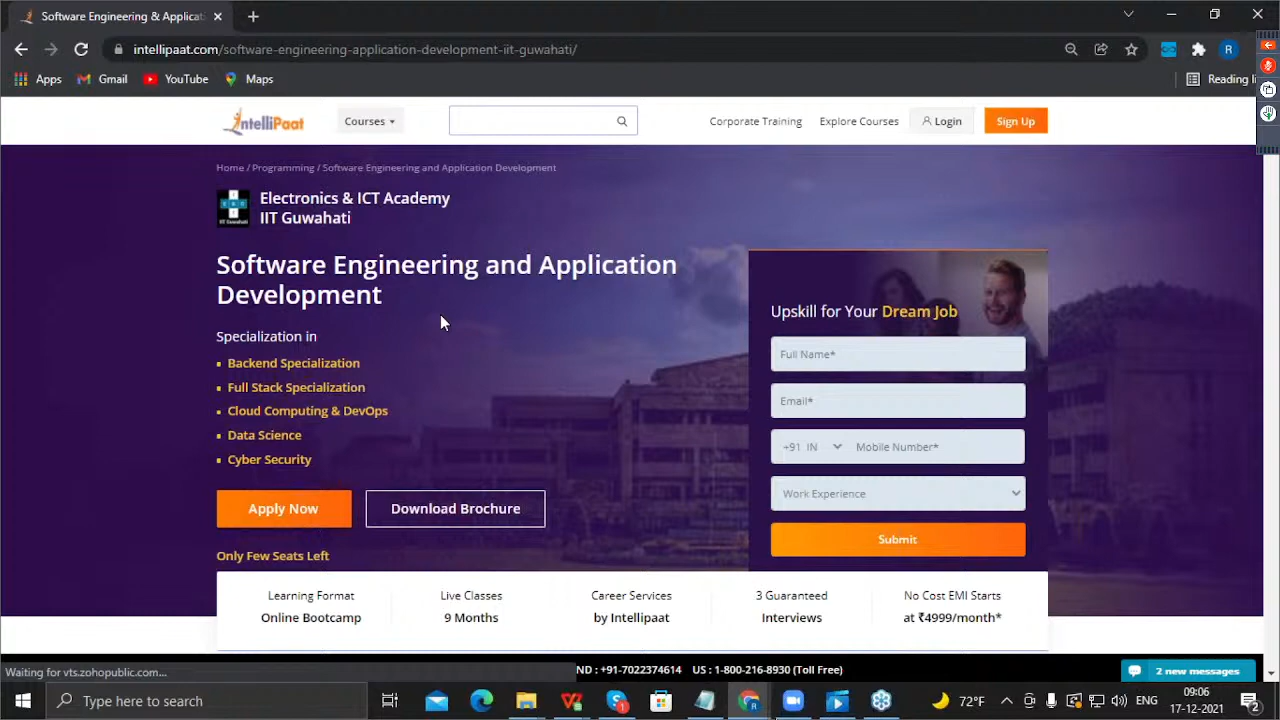 Software Engineering & Applicati
intellipaat.com/software-engineering-application-development-iit-guwahati/
R
Apps
Gmail
YouTube
Maps
Reading li
IntelliPaat
Courses
Corporate Training
Explore Courses
Login
Sign Up
Home / Programming / Software Engineering and Application Development
Electronics & ICT Academy
IIT Guwahati
IIT Guwahati
Software Engineering and Application
Development
Specialization in
Backend Specialization
Full Stack Specialization
Cloud Computing & DevOps
Data Science
Cyber Security
Apply Now
Download Brochure
Only Few Seats Left
Upskill for Your Dream Job
Full Name*
Email*
+91 IN Mobile Number*
Work Experience
Submit
Learning Format
Online Bootcamp
Live Classes
9 Months
Career Services
by Intellipaat
3 Guaranteed
Interviews
No Cost EMI Starts
at ₹4999/month*
Waiting for vts.zohopublic.com...
ND : +91-7022374614 US : 1-800-216-8930 (Toll Free)
2 new messages
Type here to search
72°F
ENG
09:06
17-12-2021
2